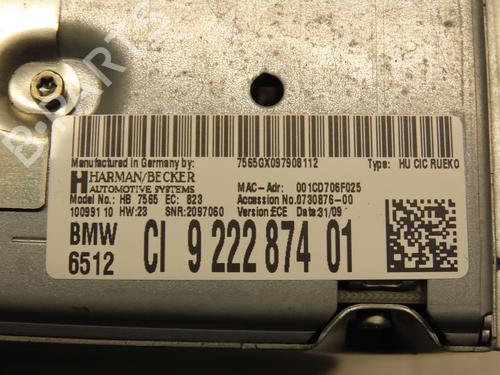 B.PARTS
Manufactured in Germany by: 7565GX097908112 Type: HU CIC RUEKO
HARMAN/BECKER
AUTOMOTIVE SYSTEMS MAC-Adr: 001CD706F025
Model No.: HB 7565 EC: 823 Accession No.0730876-00
10099110 HW:23 SNR:2097060 Version:ECE Date:31/09
BMW
6512 CI 9 222 874 01